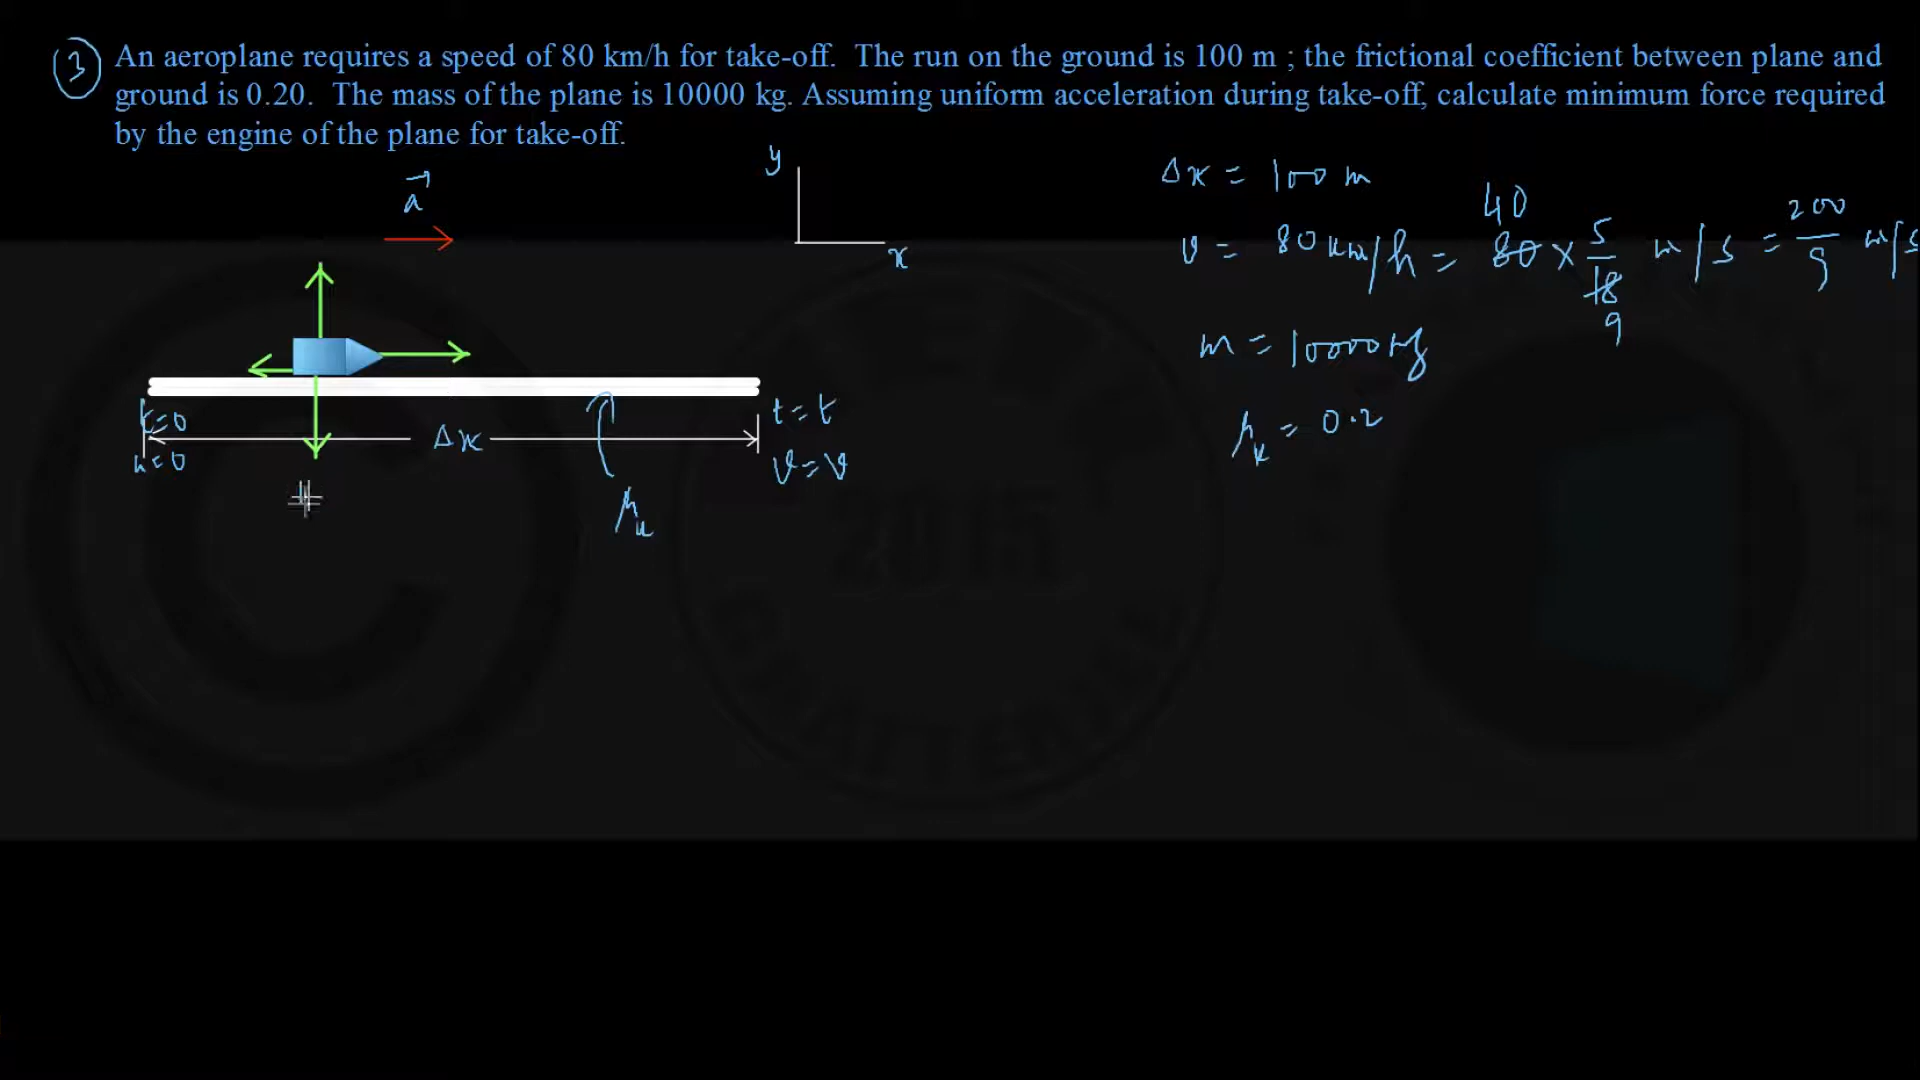 ③ An aeroplane requires a speed of 80 km/h for take-off. The run on the ground is 100 m ; the frictional coefficient between plane and
ground is 0.20. The mass of the plane is 10000 kg. Assuming uniform acceleration during take-off, calculate minimum force required
by the engine of the plane for take-off.
a⃗
y
x
Δx = 100 m
v = 80 km/h = 80 40 × 5/18 9 m/s = 200/9 m/s
m = 10000 kg
μk = 0.2
t=0
u=0
Δx
t=t
v=v
μk
2015